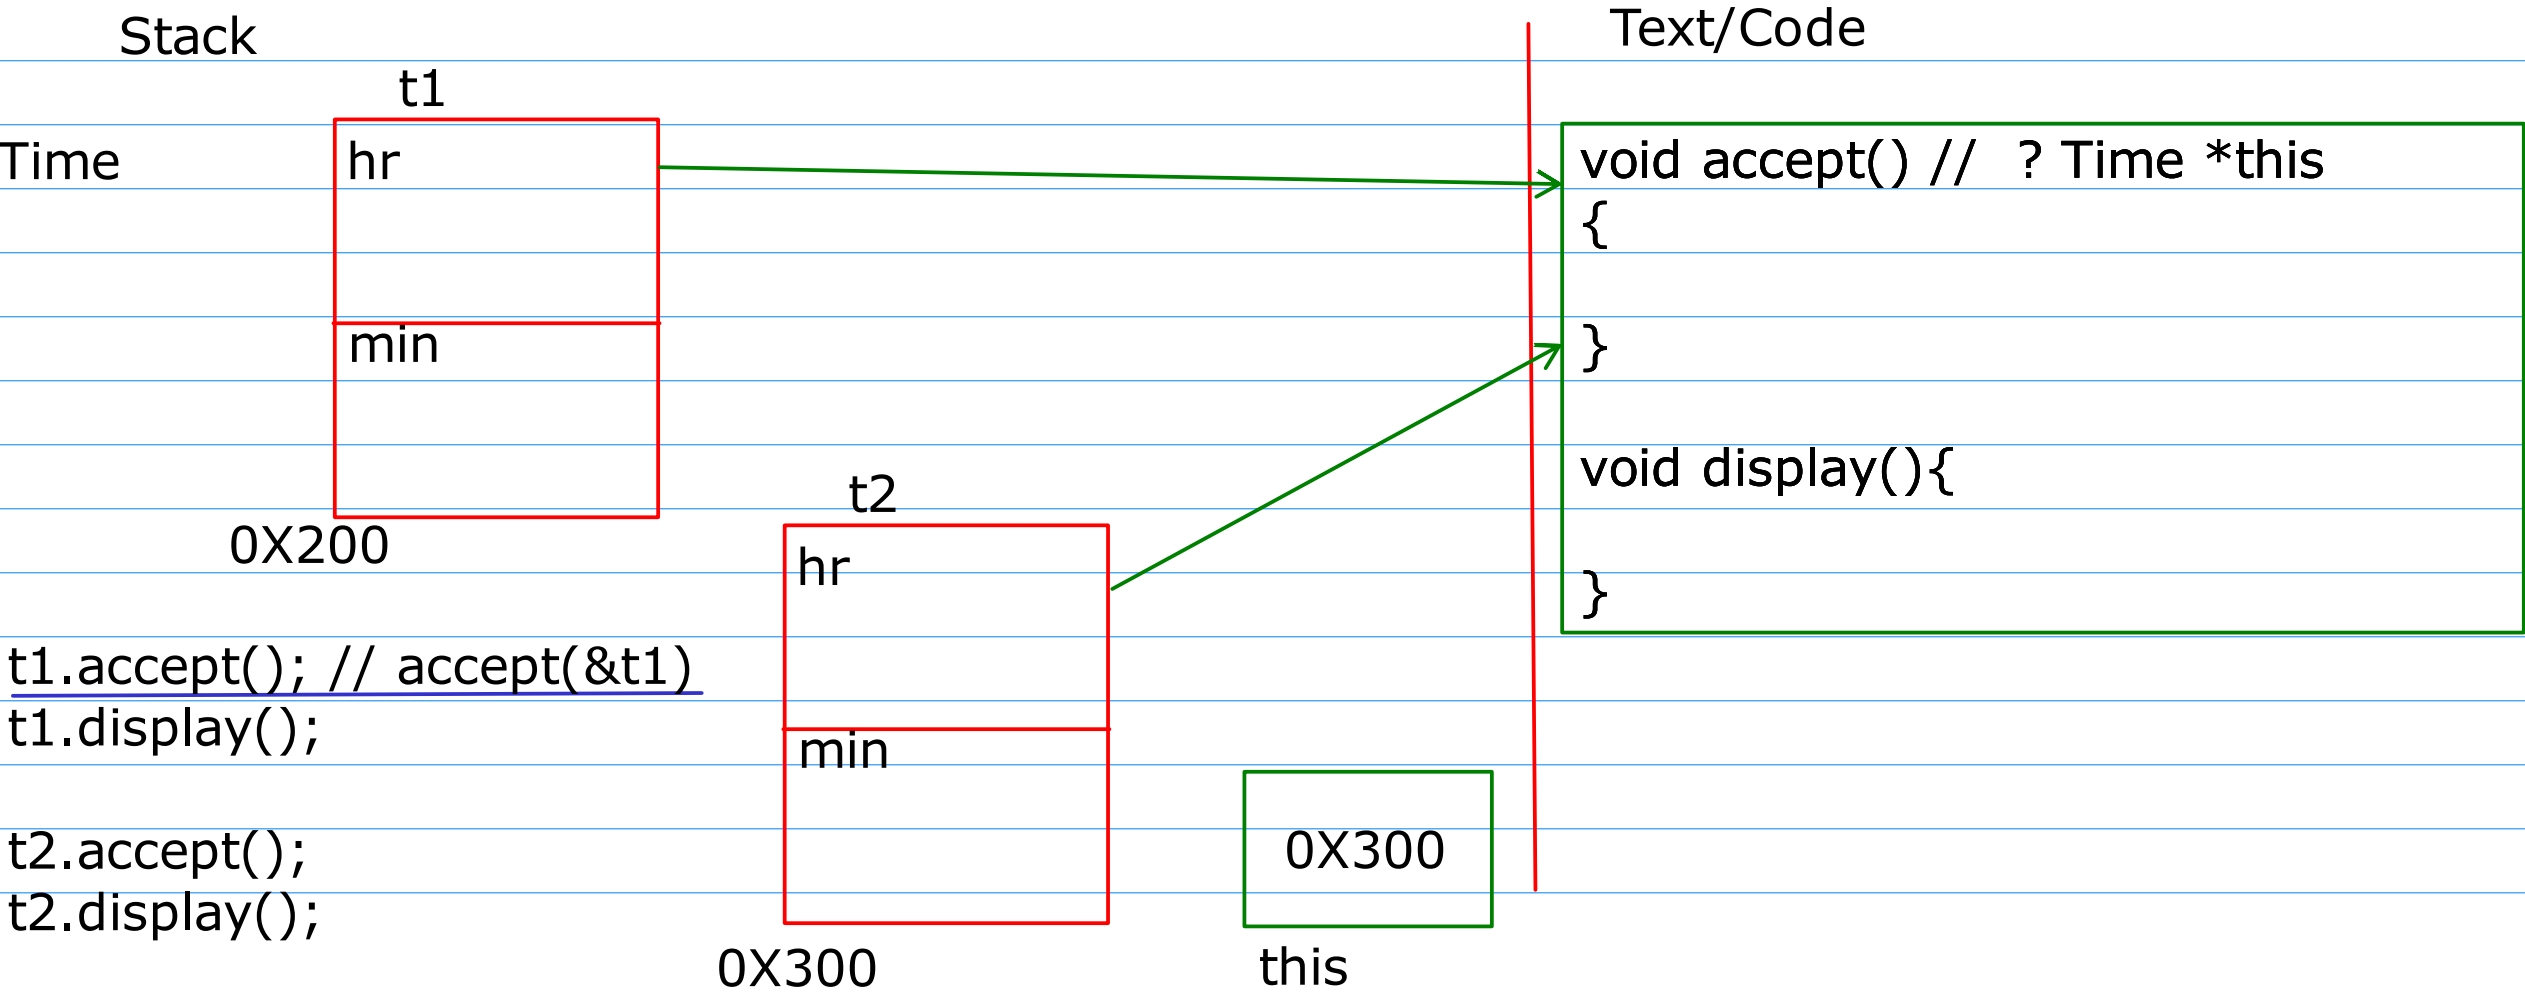 Stack
Text/Code
t1
Time
hr
void accept() //  ? Time *this
{
min
}
void display(){
t2
0X200
hr
}
t1.accept(); // accept(&t1)
t1.display();
min
t2.accept();
0X300
t2.display();
0X300
this